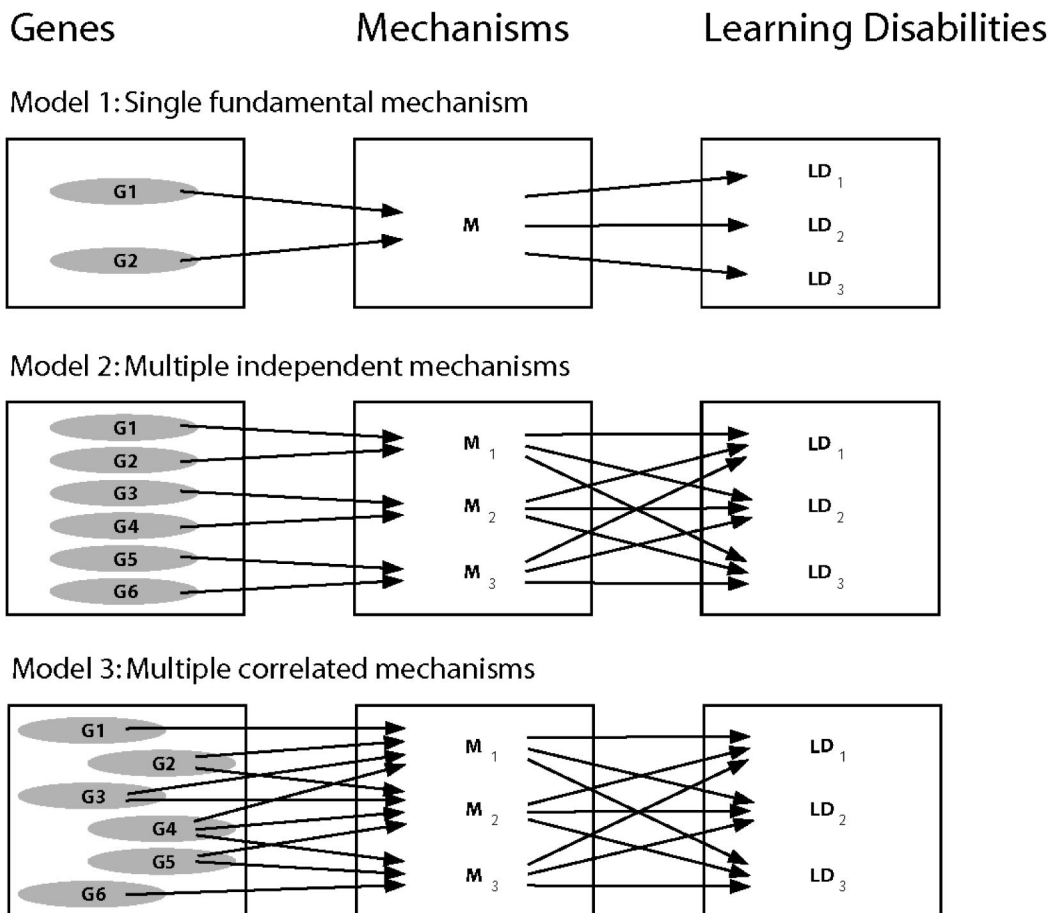 Genes Mechanisms Learning Disabilities
Model 1: Single fundamental mechanism
G1
G2
M
LD 1
LD 2
LD 3
Model 2: Multiple independent mechanisms
G1
G2
G3
G4
G5
G6
M 1
M 2
M 3
LD 1
LD 2
LD 3
Model 3: Multiple correlated mechanisms
G1
G2
G3
G4
G5
G6
M 1
M 2
M 3
LD 1
LD 2
LD 3